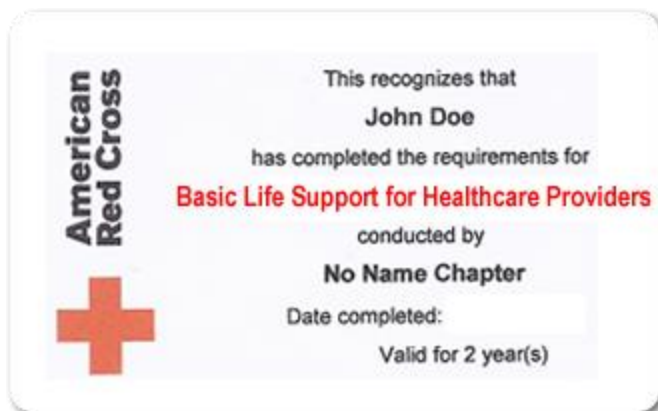 American
Red Cross
This recognizes that
John Doe
has completed the requirements for
Basic Life Support for Healthcare Providers
conducted by
No Name Chapter
Date completed:
Valid for 2 year(s)